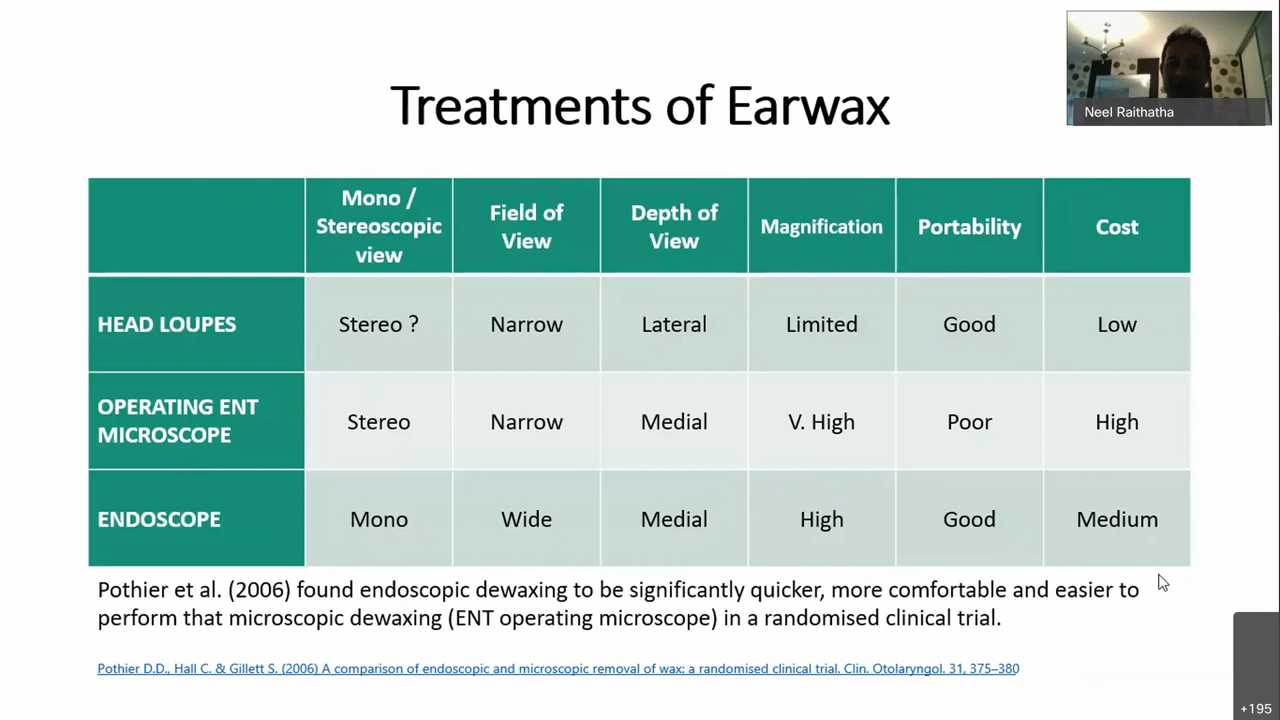 Neel Raithatha
Treatments of Earwax
Mono /
Stereoscopic
view
Field of
View
Depth of
View
Magnification
Portability
Cost
HEAD LOUPES
Stereo ?
Narrow
Lateral
Limited
Good
Low
OPERATING ENT
MICROSCOPE
Stereo
Narrow
Medial
V. High
Poor
High
ENDOSCOPE
Mono
Wide
Medial
High
Good
Medium
Pothier et al. (2006) found endoscopic dewaxing to be significantly quicker, more comfortable and easier to
perform that microscopic dewaxing (ENT operating microscope) in a randomised clinical trial.
Pothier D.D., Hall C. & Gillett S. (2006) A comparison of endoscopic and microscopic removal of wax: a randomised clinical trial. Clin. Otolaryngol. 31, 375–380
+195